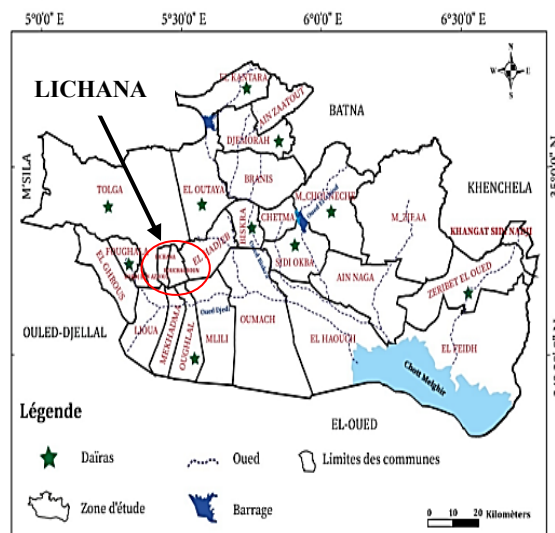 5°0'0" E
5°30'0" E
6°0'0" E
6°30'0" E
N
LICHANA
EL KANTARA
AIN ZAATOUT
BATNA
DJEMORAH
M'SILA
BRANIS
KHENCHELA
TOLGA
EL OUTAYA
CHETMA
M_CHOUNECHE
M_ZIRAA
BISKRA
KHANGAT SIDI NADJI
FOUGHALA
EL HADJEB
SIDI OKBA
EL GHROUS
AIN NAGA
ZERIBET EL OUED
OULED-DJELLAL
LIOUA
MEKHADMA
OURLAL
MLILI
OUMACH
Oued Djedi
EL HAOUCH
EL FEIDH
Chott Melghir
EL-OUED
Légende
Daïras
Oued
Limites des communes
Zone d'étude
Barrage
0 10 20 Kilomèters